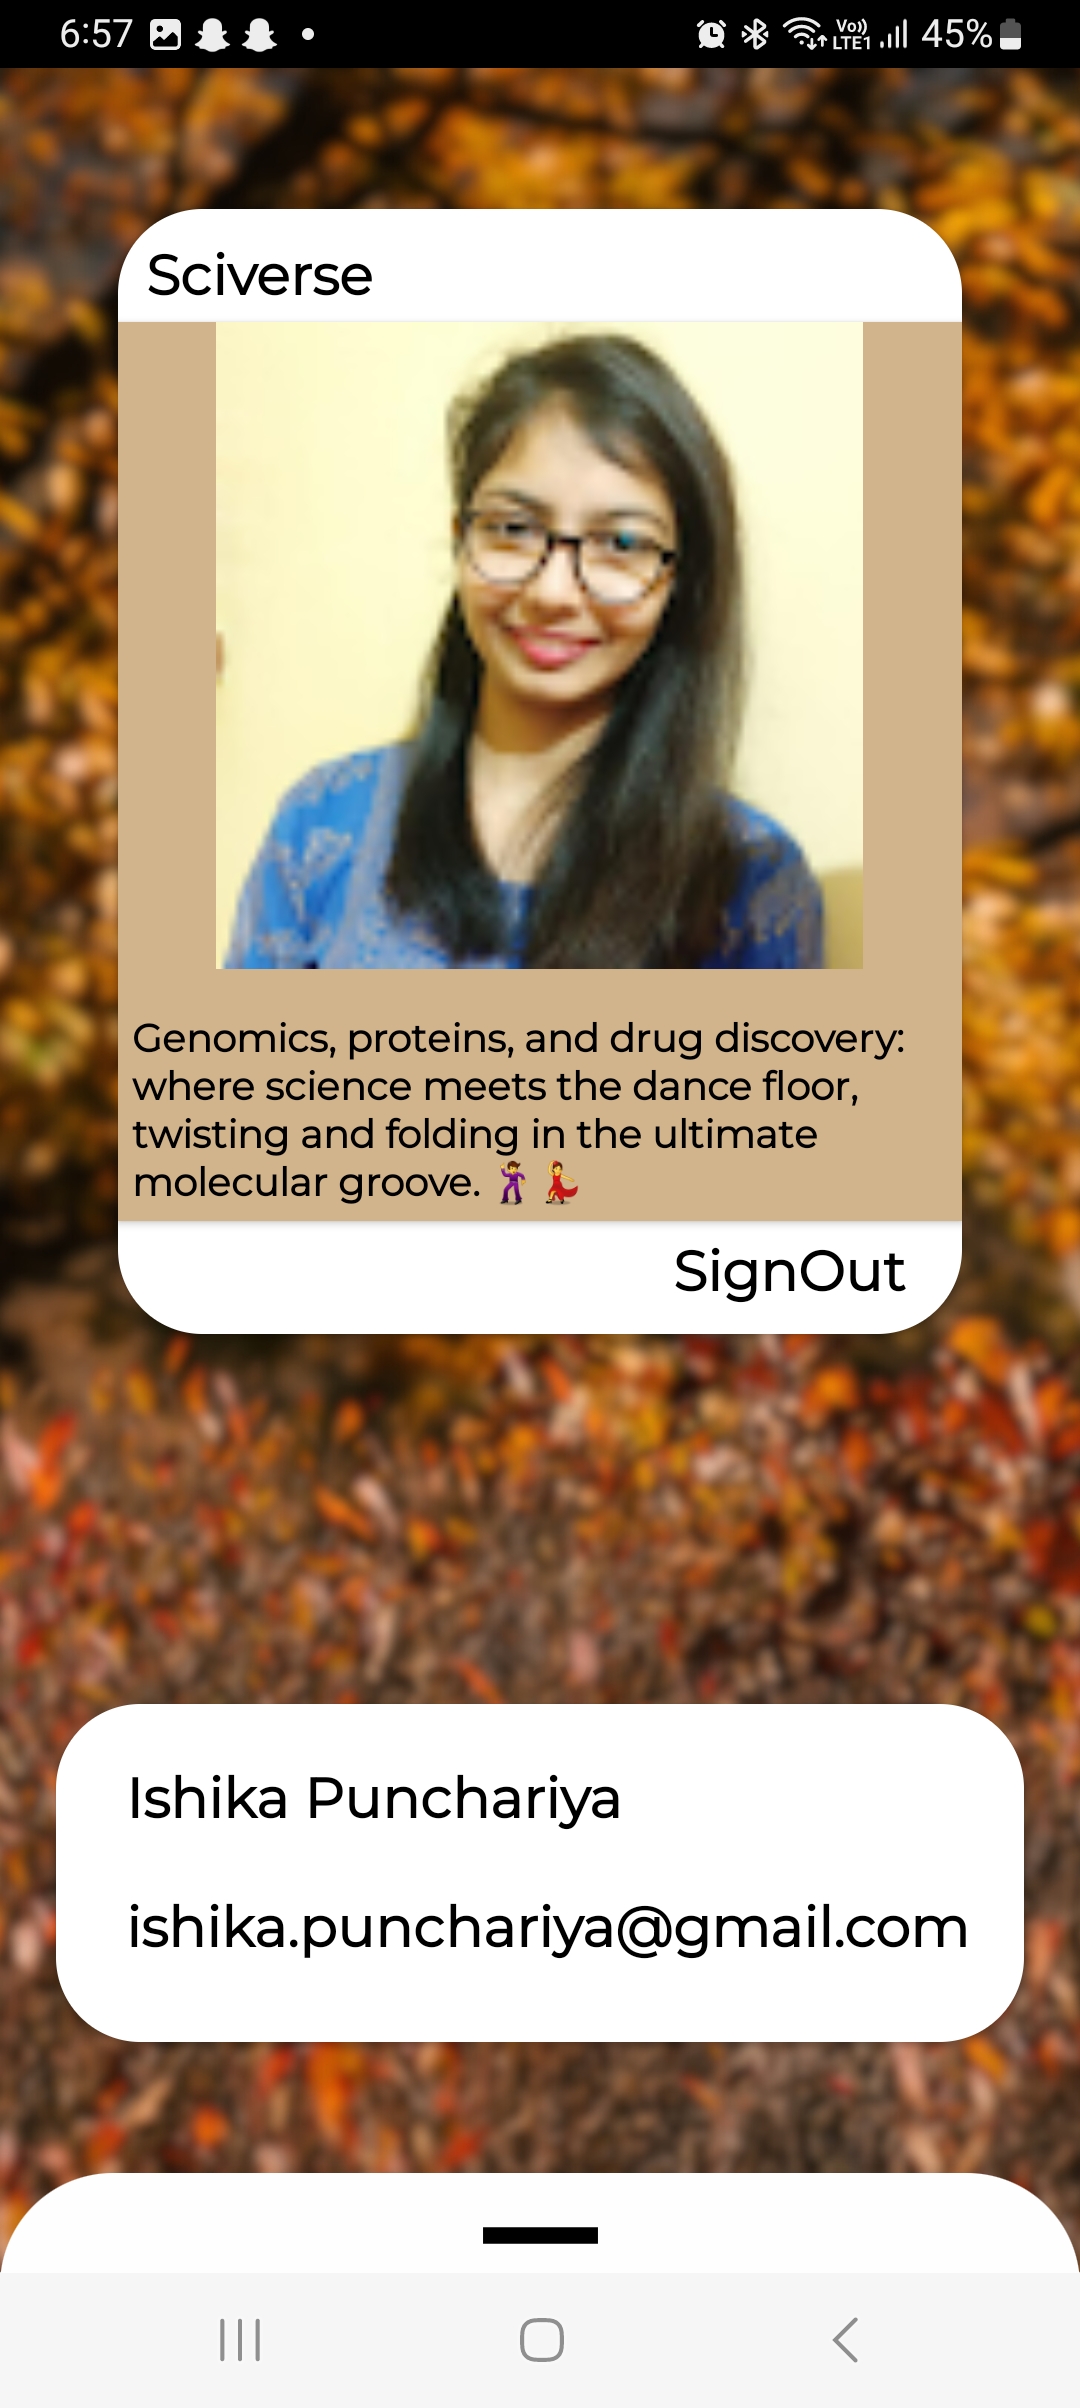 6:57
Vo)) LTE1 45%
Sciverse
Genomics, proteins, and drug discovery:
where science meets the dance floor,
twisting and folding in the ultimate
molecular groove. 🕺💃
SignOut
Ishika Punchariya
ishika.punchariya@gmail.com